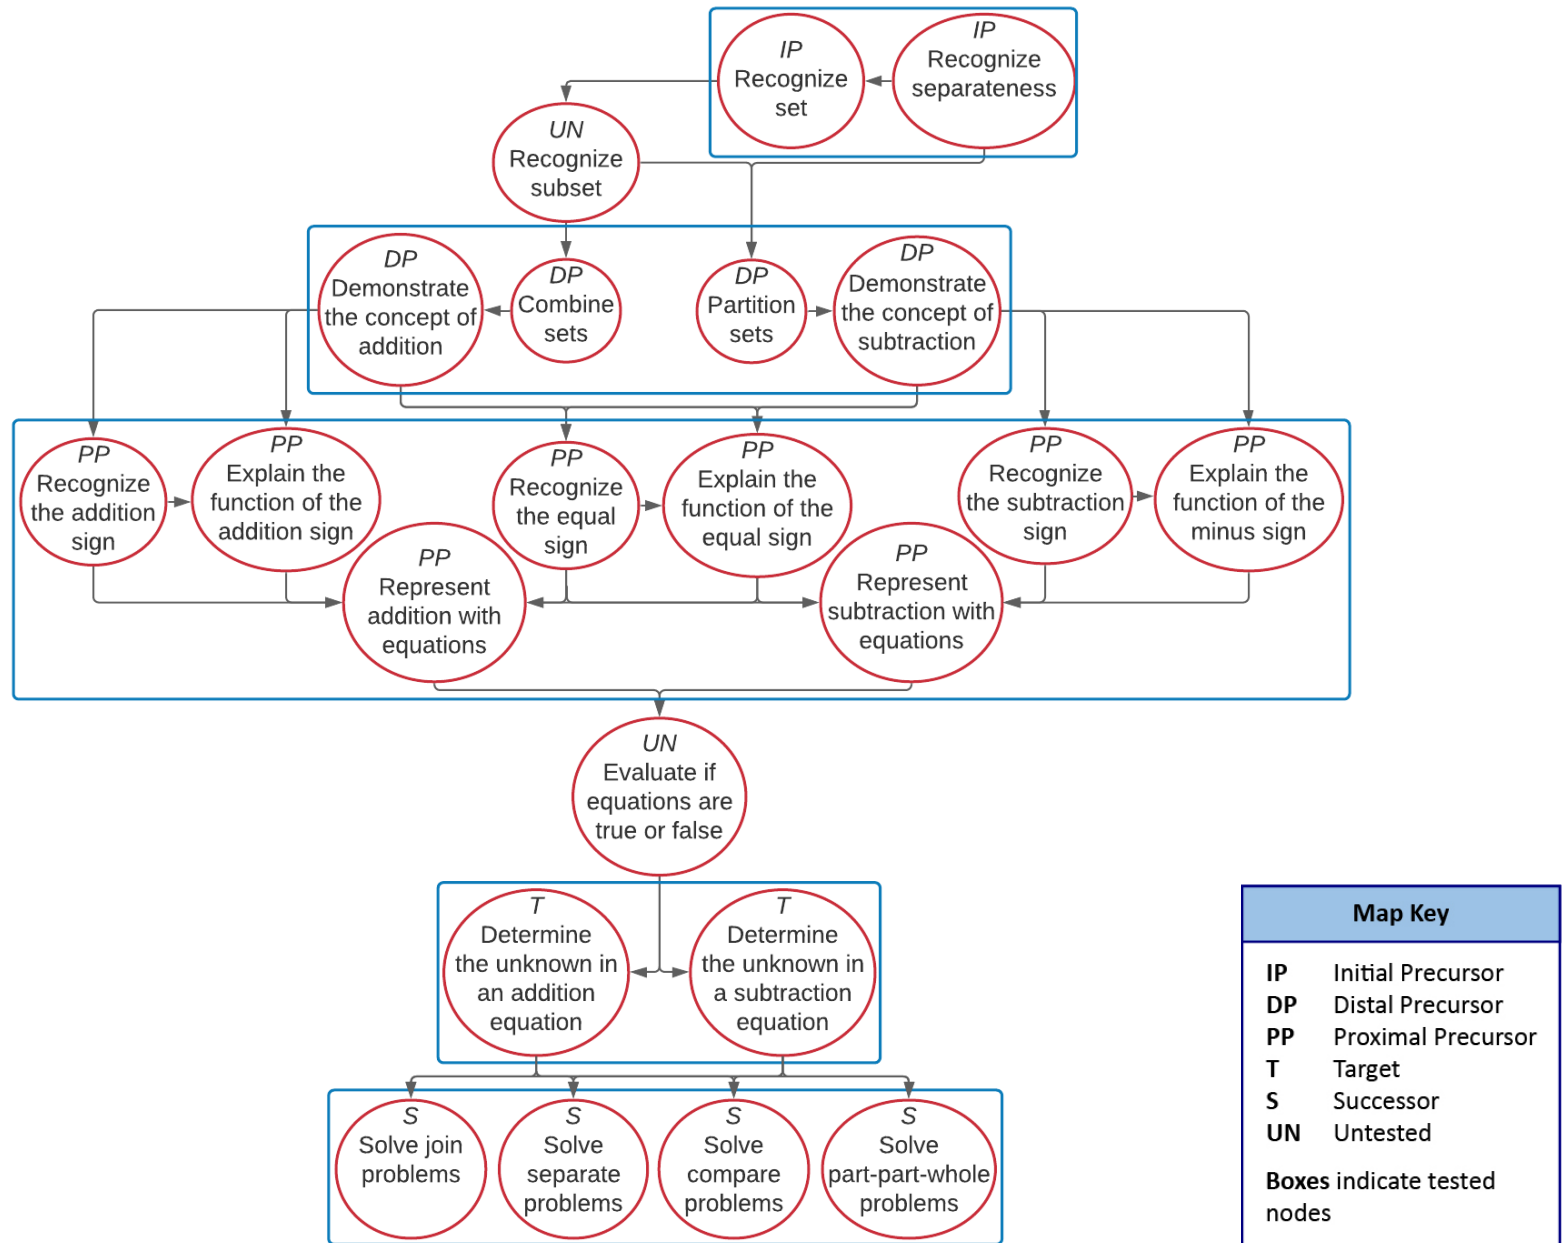 IP
Recognize
set
IP
Recognize
separateness
UN
Recognize
subset
DP
Demonstrate
the concept of
addition
DP
Combine
sets
DP
Partition
sets
DP
Demonstrate
the concept of
subtraction
PP
Recognize
the addition
sign
PP
Explain the
function of the
addition sign
PP
Recognize
the equal
sign
PP
Explain the
function of the
equal sign
PP
Recognize
the subtraction
sign
PP
Explain the
function of the
minus sign
PP
Represent
addition with
equations
PP
Represent
subtraction with
equations
UN
Evaluate if
equations are
true or false
T
Determine
the unknown in
an addition
equation
T
Determine
the unknown in
a subtraction
equation
S
Solve join
problems
S
Solve
separate
problems
S
Solve
compare
problems
S
Solve
part-part-whole
problems
Map Key
IP Initial Precursor
DP Distal Precursor
PP Proximal Precursor
T Target
S Successor
UN Untested
Boxes indicate tested
nodes